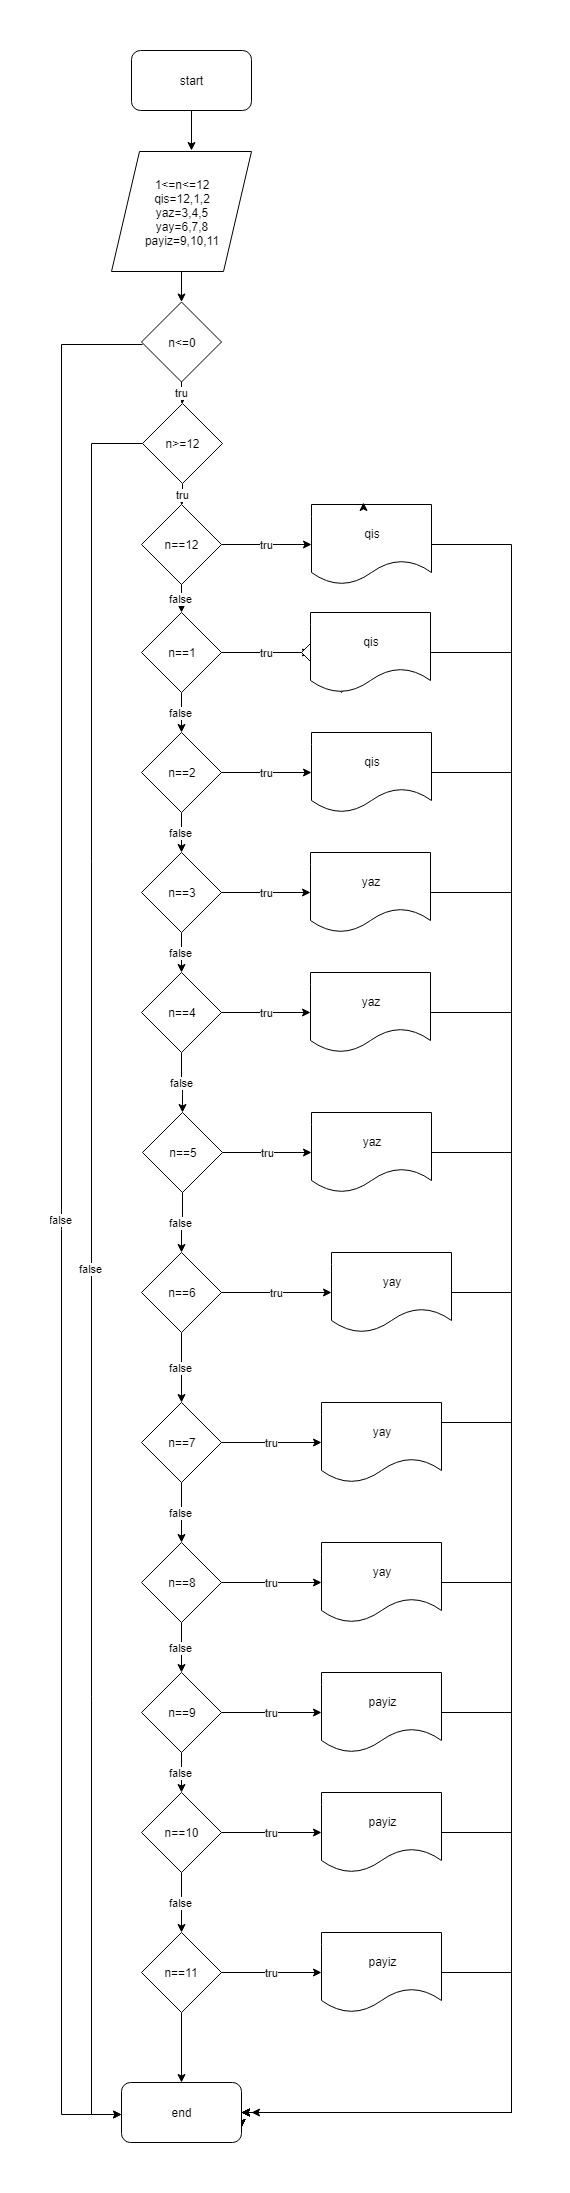 start
1<=n<=12
qis=12,1,2
yaz=3,4,5
yay=6,7,8
payiz=9,10,11
n<=0
tru
n>=12
tru
n==12
tru
qis
false
n==1
tru
qis
false
n==2
tru
qis
false
n==3
tru
yaz
false
n==4
tru
yaz
false
n==5
tru
yaz
false
false
false
n==6
tru
yay
false
n==7
tru
yay
false
n==8
tru
yay
false
n==9
tru
payiz
false
n==10
tru
payiz
false
n==11
tru
payiz
end